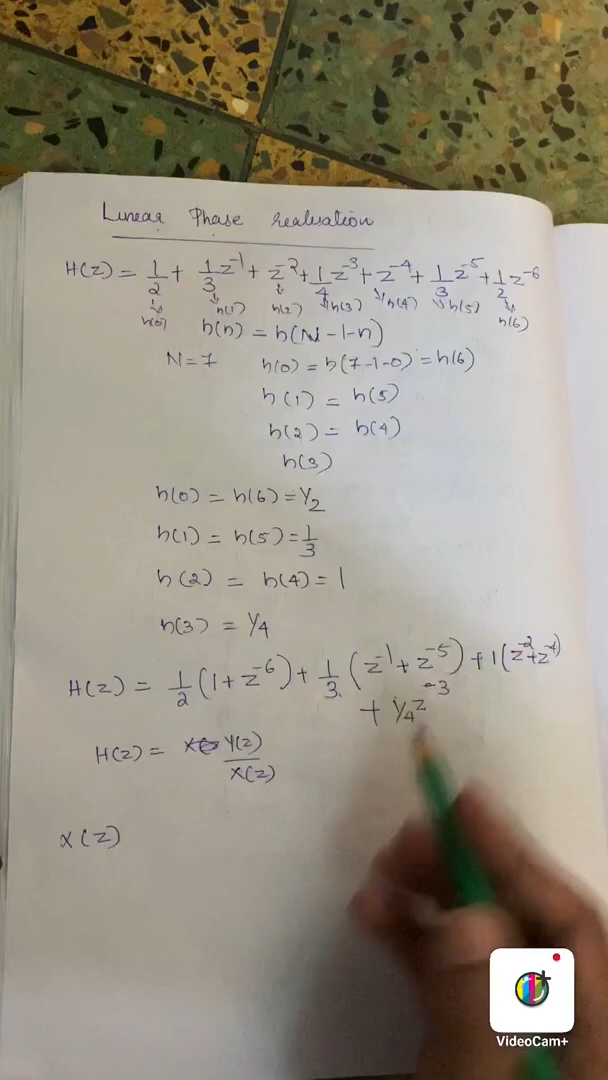 Linear Phase realisation
H(z) = 1/2 + 1/3 z⁻¹ + z⁻² + 1/4 z⁻³ + z⁻⁴ + 1/3 z⁻⁵ + 1/2 z⁻⁶
h(0) h(1) h(2) h(3) h(4) h(5) h(6)
h(n) = h(N-1-n)
N=7 h(0) = h(7-1-0) = h(6)
h(1) = h(5)
h(2) = h(4)
h(3)
h(0) = h(6) = 1/2
h(1) = h(5) = 1/3
h(2) = h(4) = 1
h(3) = 1/4
H(z) = 1/2 (1+z⁻⁶) + 1/3 (z⁻¹+z⁻⁵) + 1(z⁻²+z⁻⁴)
+ 1/4 z⁻³
H(z) = Y(z)/X(z)
X(z)
VideoCam+